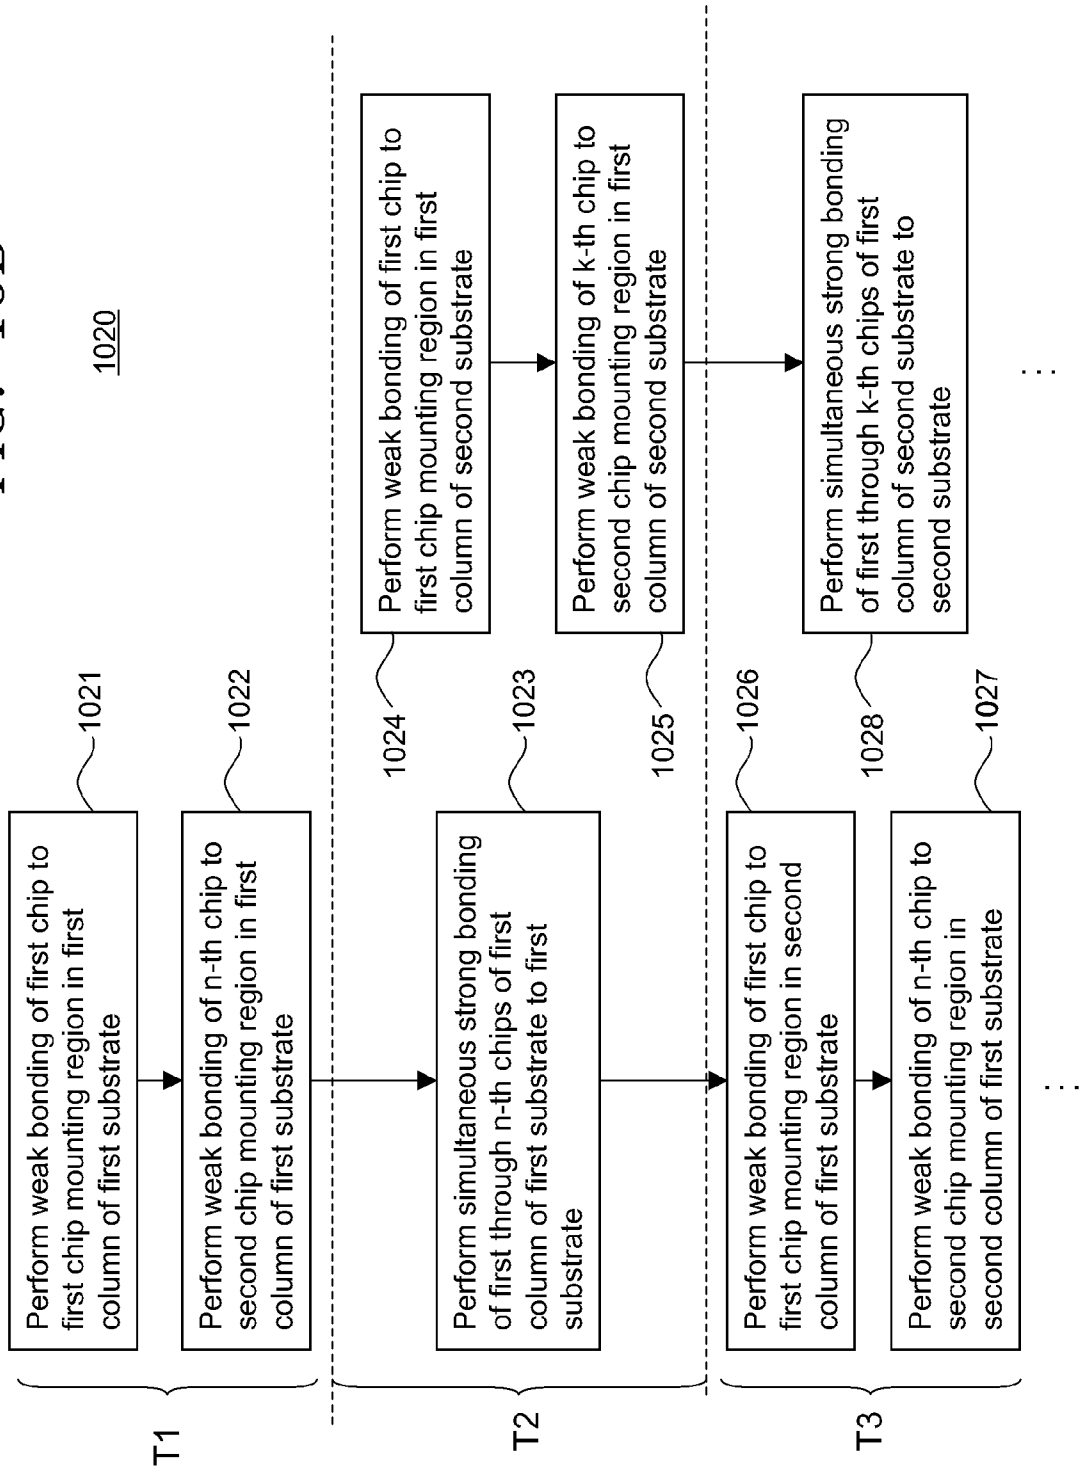 1020
T1
Perform weak bonding of first chip to
first chip mounting region in first
column of first substrate
1021
Perform weak bonding of n-th chip to
second chip mounting region in first
column of first substrate
1022
T2
Perform simultaneous strong bonding
of first through n-th chips of first
column of first substrate to first
substrate
1023
1024
Perform weak bonding of first chip to
first chip mounting region in first
column of second substrate
1025
Perform weak bonding of k-th chip to
second chip mounting region in first
column of second substrate
T3
Perform weak bonding of first chip to
first chip mounting region in second
column of first substrate
1026
Perform weak bonding of n-th chip to
second chip mounting region in
second column of first substrate
1027
1028
Perform simultaneous strong bonding
of first through k-th chips of first
column of second substrate to
second substrate